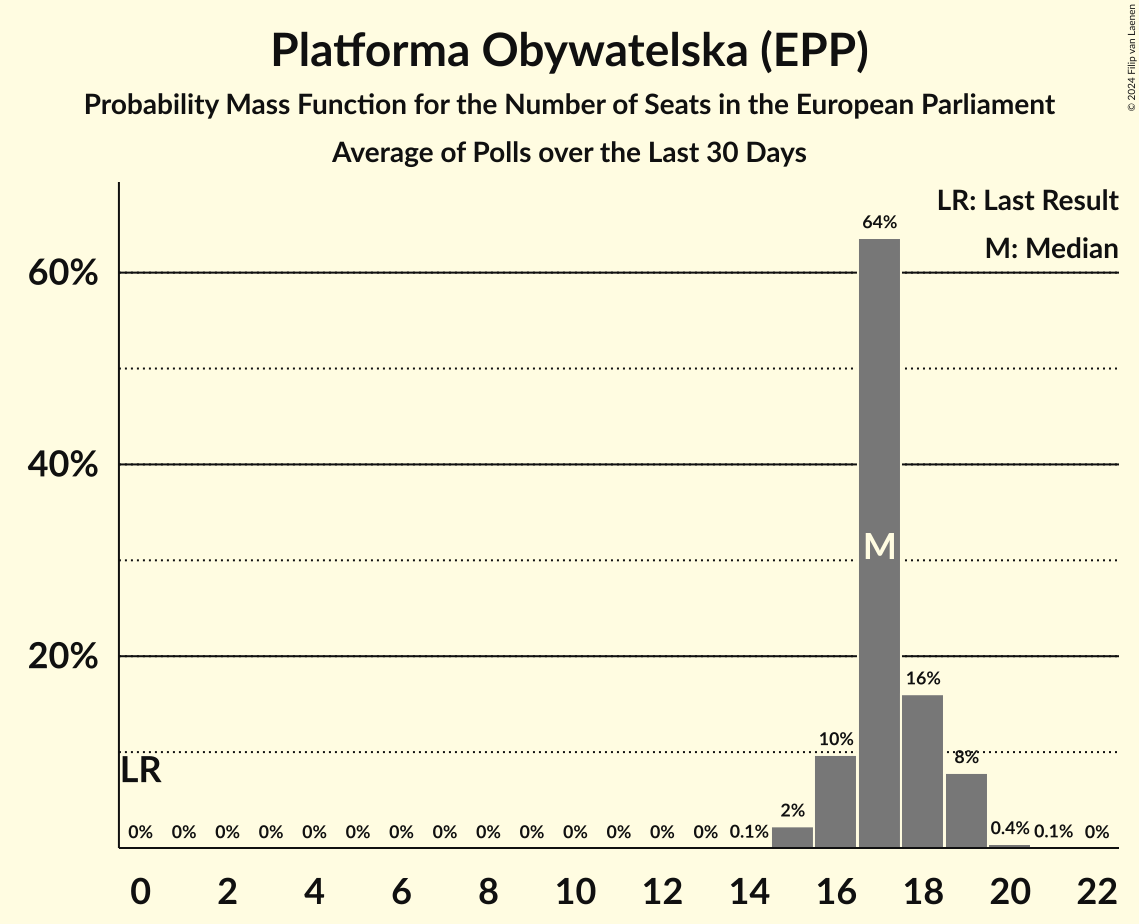 Platforma Obywatelska (EPP)
Probability Mass Function for the Number of Seats in the European Parliament
Average of Polls over the Last 30 Days
© 2024 Filip van Laenen
LR: Last Result
M: Median
64%
60%
40%
M
20%
16%
10%
8%
LR
2%
0% 0% 0% 0% 0% 0% 0% 0% 0% 0% 0% 0% 0% 0% 0.1% 0.4% 0.1% 0%
0 2 4 6 8 10 12 14 16 18 20 22